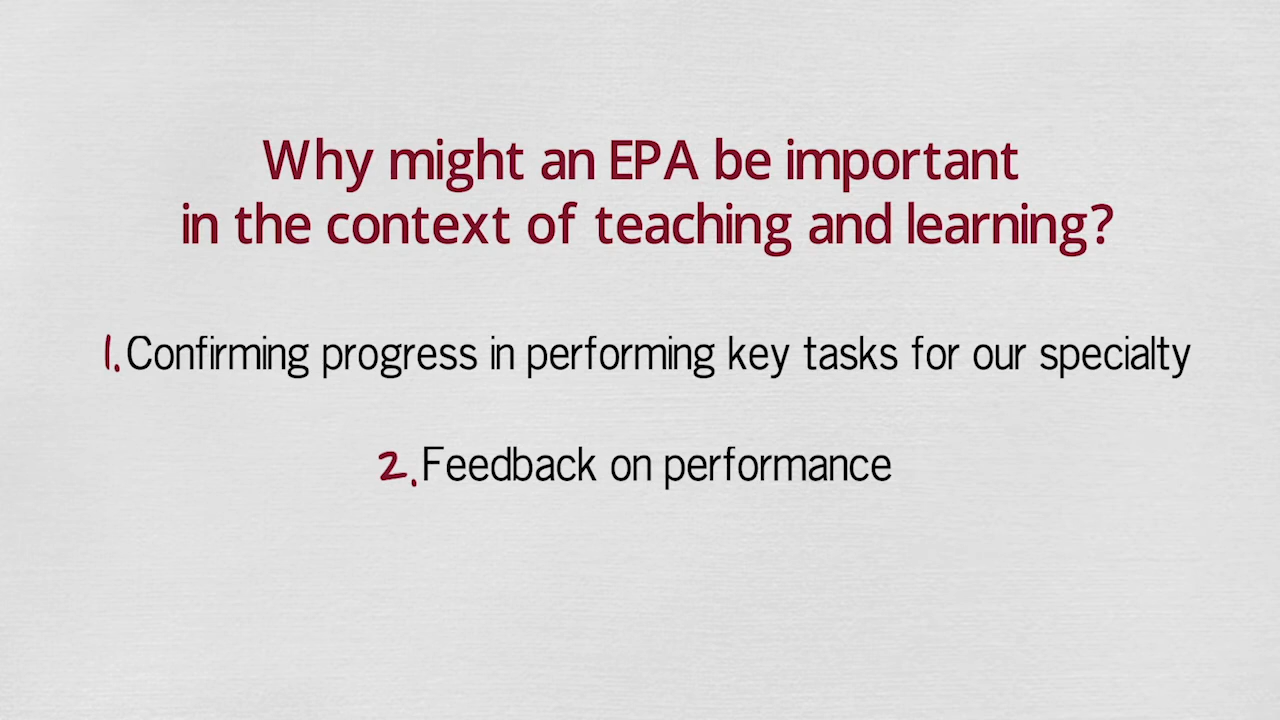 Why might an EPA be important
in the context of teaching and learning?
1. Confirming progress in performing key tasks for our specialty
2. Feedback on performance